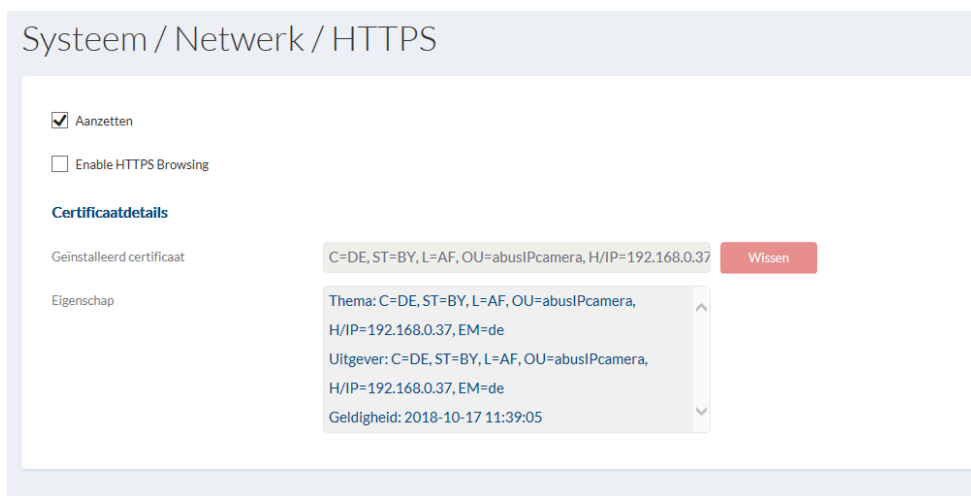 Systeem / Netwerk / HTTPS
Aanzetten
Enable HTTPS Browsing
Certificaatdetails
Geïnstalleerd certificaat
C=DE, ST=BY, L=AF, OU=abusIPcamera, H/IP=192.168.0.37
Wissen
Eigenschap
Thema: C=DE, ST=BY, L=AF, OU=abusIPcamera,
H/IP=192.168.0.37, EM=de
Uitgever: C=DE, ST=BY, L=AF, OU=abusIPcamera,
H/IP=192.168.0.37, EM=de
Geldigheid: 2018-10-17 11:39:05